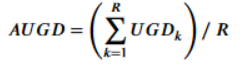 AUGD = (∑_{k=1}^{R} UGD_k) / R